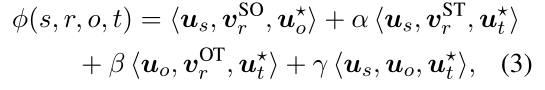 ϕ(s, r, o, t) = ⟨u_s, v_r^SO, u_o^⋆⟩ + α ⟨u_s, v_r^ST, u_t^⋆⟩
+ β ⟨u_o, v_r^OT, u_t^⋆⟩ + γ ⟨u_s, u_o, u_t^⋆⟩, (3)